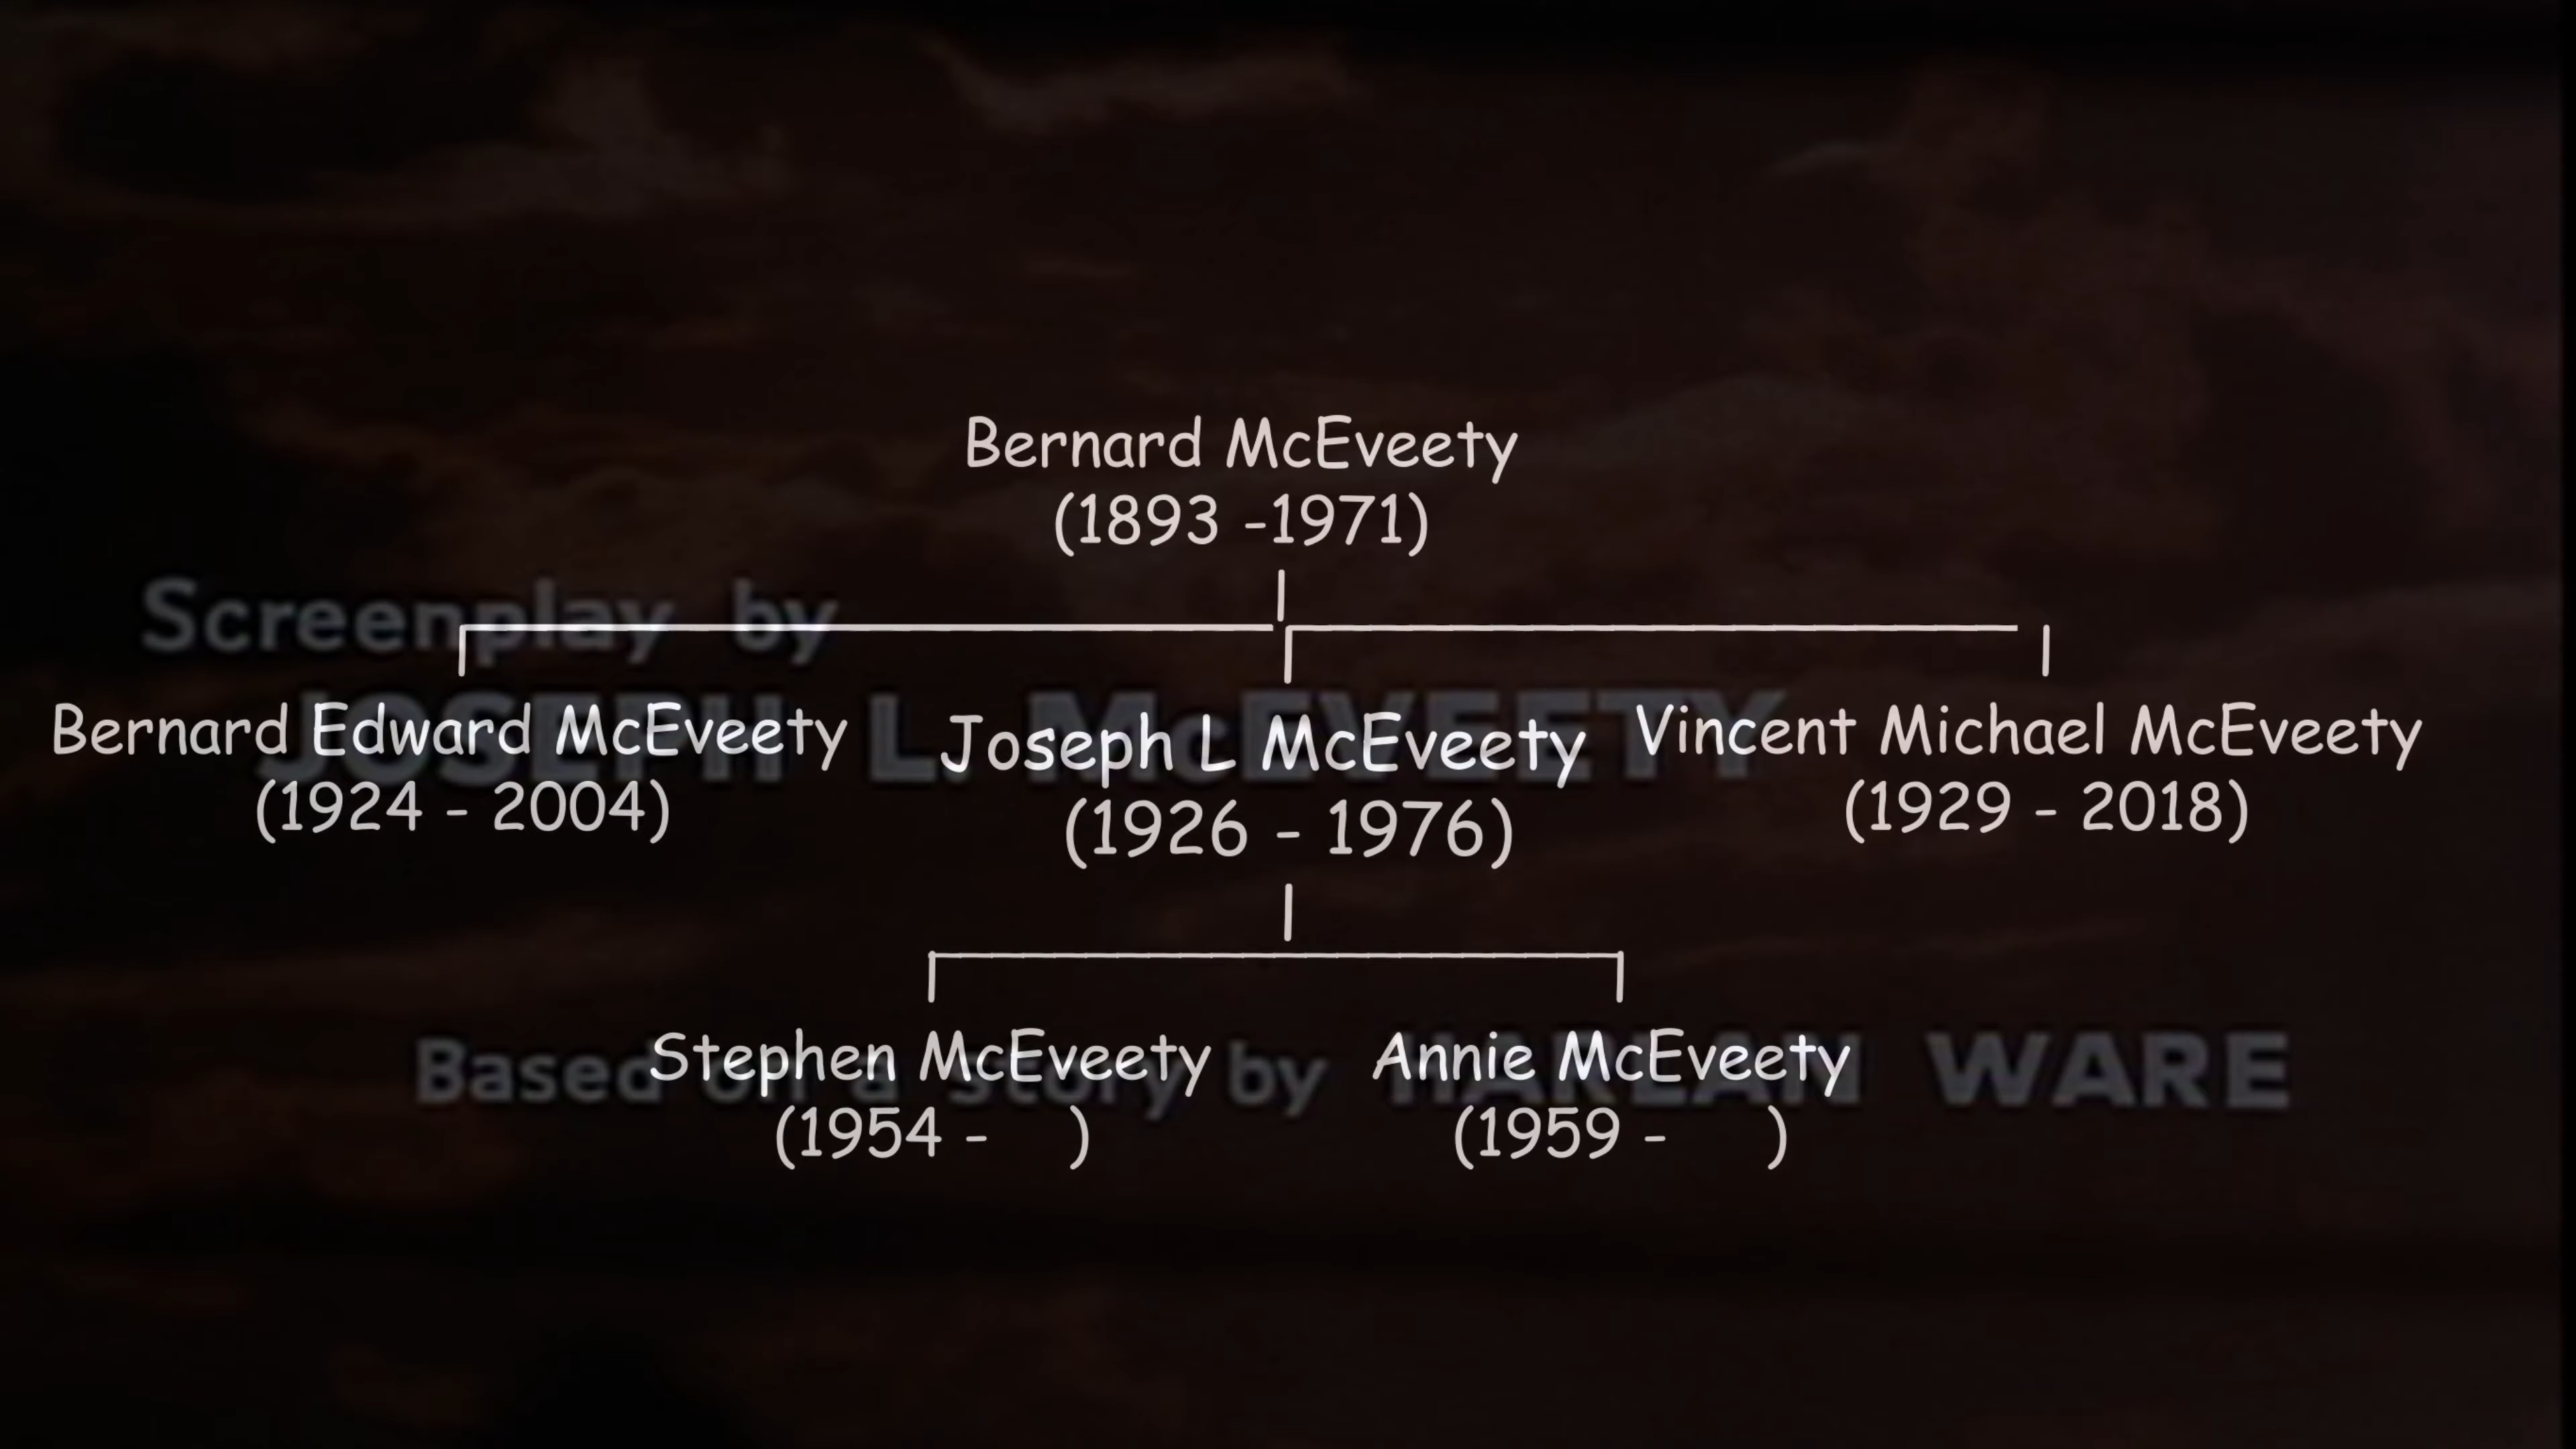 Bernard McEveety
(1893 -1971)
Screenplay by
JOSEPH L. McEVEETY
Bernard Edward McEveety
(1924 - 2004)
Joseph L McEveety
(1926 - 1976)
Vincent Michael McEveety
(1929 - 2018)
Based on a story by HARLAN WARE
Stephen McEveety
(1954 -    )
Annie McEveety
(1959 -    )